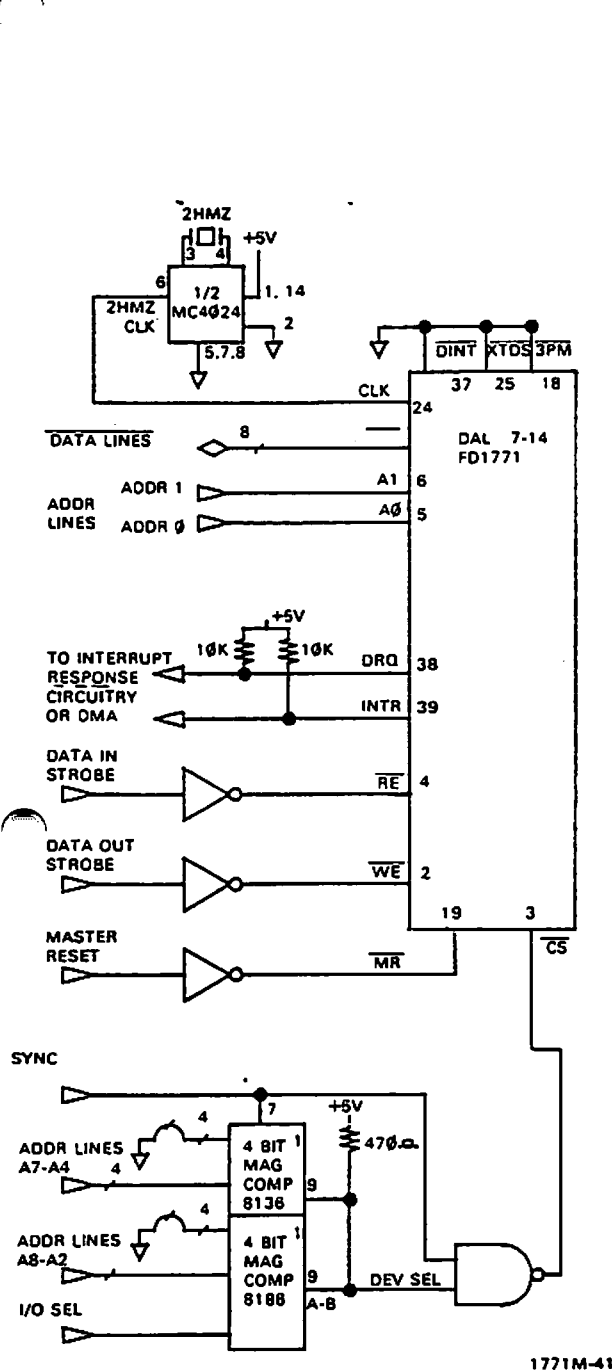 2HMZ
3 4 +5V
6
1/2
MC4Ø24
1. 14
2HMZ
CLK
2
5.7.8
DINT XTDS 3PM
37 25 18
CLK
24
DATA LINES
8
DAL 7-14
FD1771
ADDR 1
A1 6
ADDR
LINES
ADDR Ø
AØ 5
+5V
1ØK 1ØK
TO INTERRUPT
RESPONSE
CIRCUITRY
OR DMA
DRQ 38
INTR 39
DATA IN
STROBE
RE 4
DATA OUT
STROBE
WE 2
19 3
MASTER
RESET
MR
CS
SYNC
7
+5V
47Ø Ω
4
ADDR LINES
A7-A4
4
4 BIT 1
MAG
COMP
8136
9
4
ADDR LINES
A8-A2
4 BIT 1
MAG
COMP
8188
9
A-B
DEV SEL
I/O SEL
1771M-41